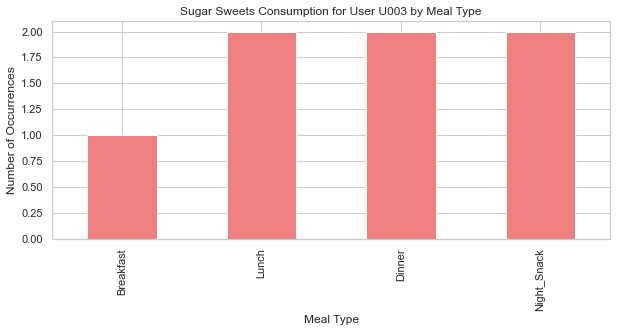 Sugar Sweets Consumption for User U003 by Meal Type
Number of Occurrences
2.00
1.75
1.50
1.25
1.00
0.75
0.50
0.25
0.00
Breakfast
Lunch
Dinner
Night_Snack
Meal Type